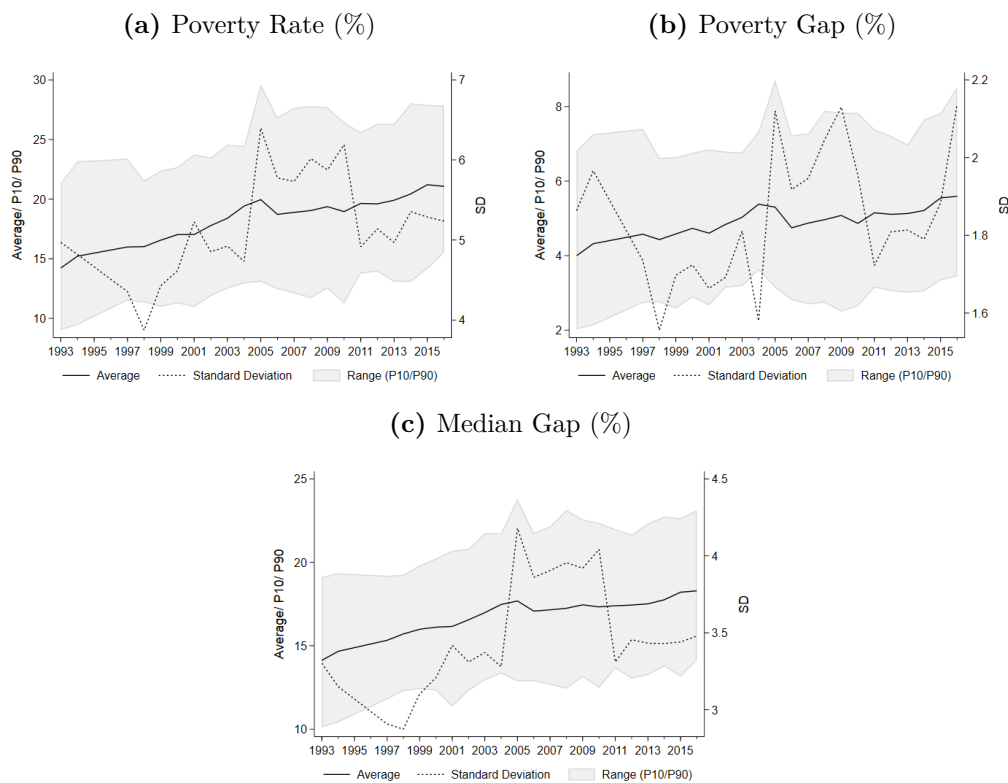 (a) Poverty Rate (%)
(b) Poverty Gap (%)
30
25
20
15
10
Average/ P10/ P90
7
6
5
4
SD
1993 1995 1997 1999 2001 2003 2005 2007 2009 2011 2013 2015
Average Standard Deviation Range (P10/P90)
8
6
4
2
Average/ P10/ P90
2.2
2
1.8
1.6
SD
1993 1995 1997 1999 2001 2003 2005 2007 2009 2011 2013 2015
Average Standard Deviation Range (P10/P90)
(c) Median Gap (%)
25
20
15
10
Average/ P10/ P90
4.5
4
3.5
3
SD
1993 1995 1997 1999 2001 2003 2005 2007 2009 2011 2013 2015
Average Standard Deviation Range (P10/P90)